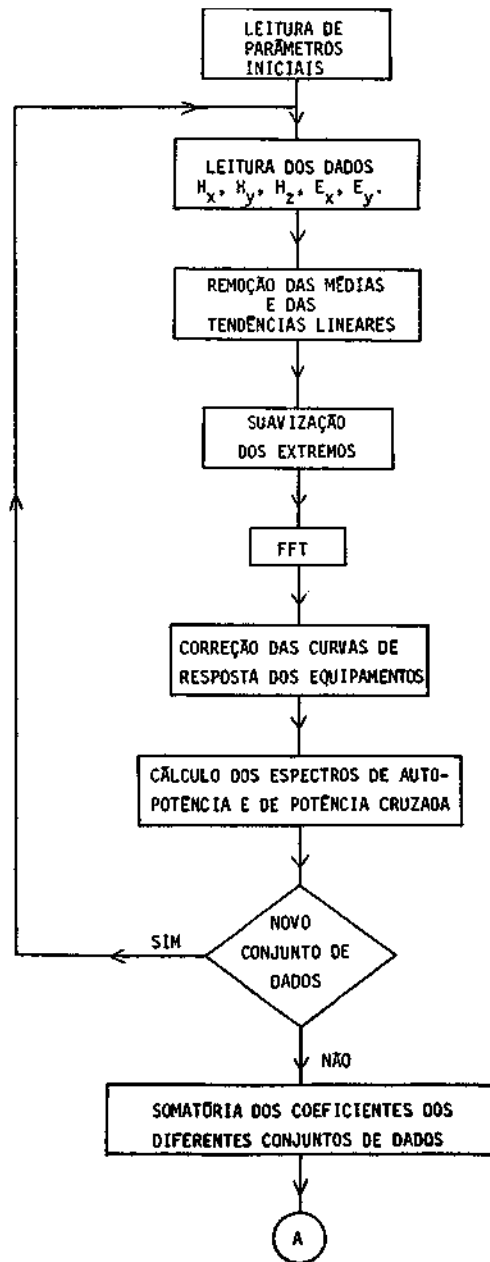 LEITURA DE
PARÂMETROS
INICIAIS
LEITURA DOS DADOS
Hx, Hy, Hz, Ex, Ey.
REMOÇÃO DAS MÉDIAS
E DAS
TENDÊNCIAS LINEARES
SUAVIZAÇÃO
DOS EXTREMOS
FFT
CORREÇÃO DAS CURVAS DE
RESPOSTA DOS EQUIPAMENTOS
CÁLCULO DOS ESPECTROS DE AUTO-
POTÊNCIA E DE POTÊNCIA CRUZADA
NOVO
CONJUNTO DE
DADOS
SIM
NÃO
SOMATÓRIA DOS COEFICIENTES DOS
DIFERENTES CONJUNTOS DE DADOS
A